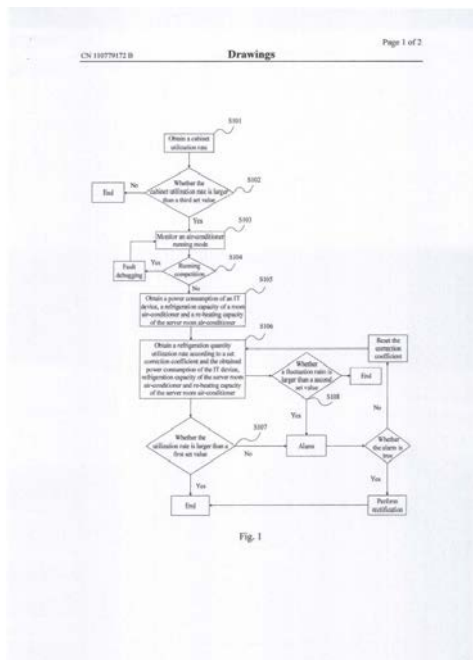 Page 1 of 2
CN 110779172 B
Drawings
S101
Obtain a cabinet
utilization rate
S102
Whether the
cabinet utilization rate is larger
than a third set value
No
End
Yes
S103
Monitor an air-conditioner
running mode
S104
Running
competition
Yes
Fault
debugging
No
S105
Obtain a power consumption of an IT
device, a refrigeration capacity of a room
air-conditioner and a re-heating capacity
of the server room air-conditioner
S106
Obtain a refrigeration quantity
utilization rate according to a set
correction coefficient and the obtained
power consumption of the IT device,
refrigeration capacity of the server room
air-conditioner and re-heating capacity
of the server room air-conditioner
Whether
a fluctuation rate is
larger than a second
set value
End
Reset the
correction
coefficient
Yes
S108
No
S107
Whether the
utilization rate is larger than a
first set value
No
Alarm
Whether
the alarm is
true
Yes
Yes
End
Perform
rectification
Fig. 1